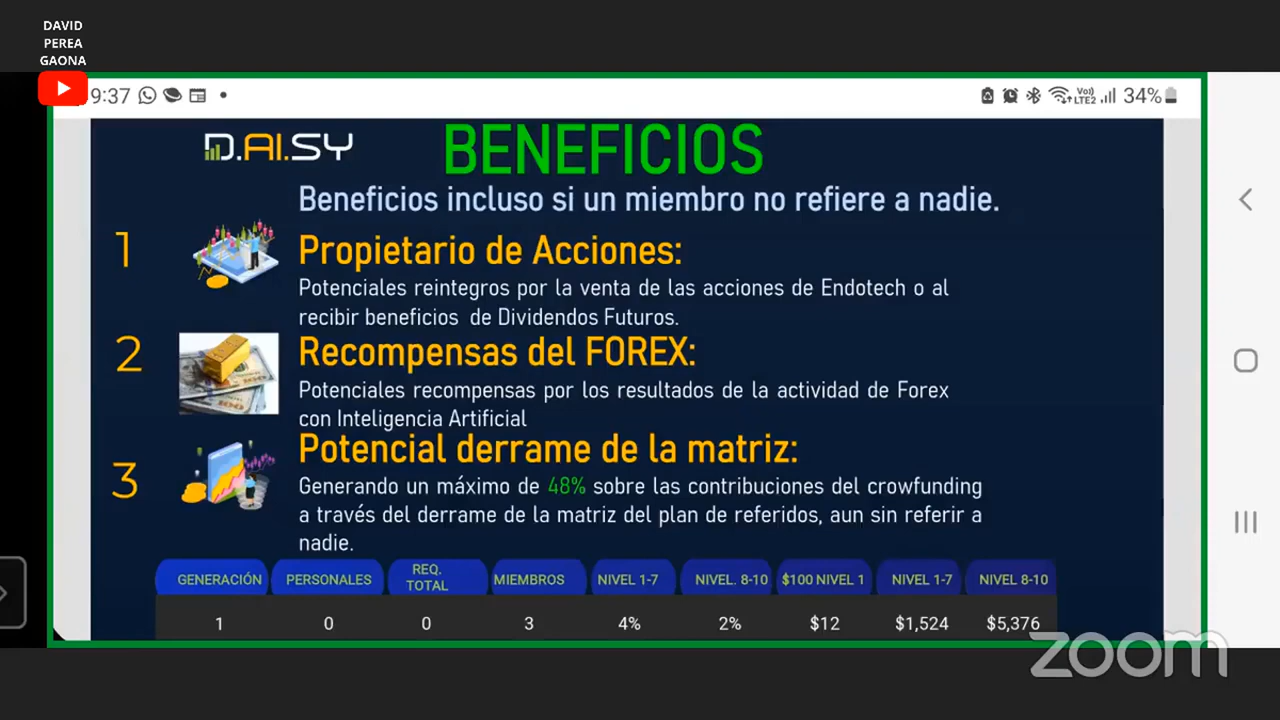 DAVID
PEREA
GAONA
9:37
Vo)
LTE2
34%
D.AI.SY
BENEFICIOS
Beneficios incluso si un miembro no refiere a nadie.
1
Propietario de Acciones:
Potenciales reintegros por la venta de las acciones de Endotech o al
recibir beneficios de Dividendos Futuros.
2
Recompensas del FOREX:
Potenciales recompensas por los resultados de la actividad de Forex
con Inteligencia Artificial
3
Potencial derrame de la matriz:
Generando un máximo de 48% sobre las contribuciones del crowfunding
a través del derrame de la matriz del plan de referidos, aun sin referir a
nadie.
GENERACIÓN PERSONALES REQ. TOTAL MIEMBROS NIVEL 1-7 NIVEL. 8-10 $100 NIVEL 1 NIVEL 1-7 NIVEL 8-10
1 0 0 3 4% 2% $12 $1,524 $5,376
zoom